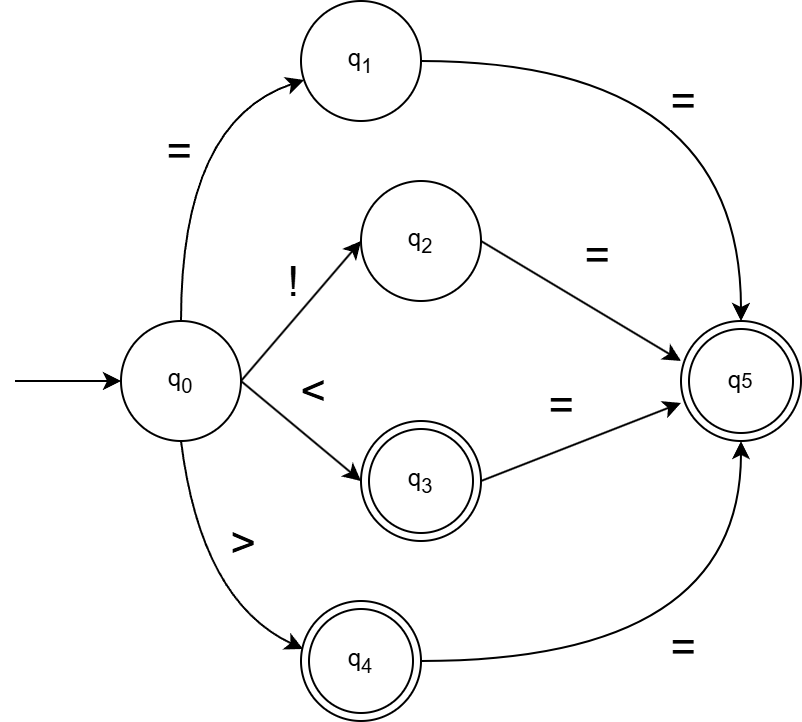 q₁
=
=
q₂
!
=
q₀
q5
<
=
q₃
>
q₄
=